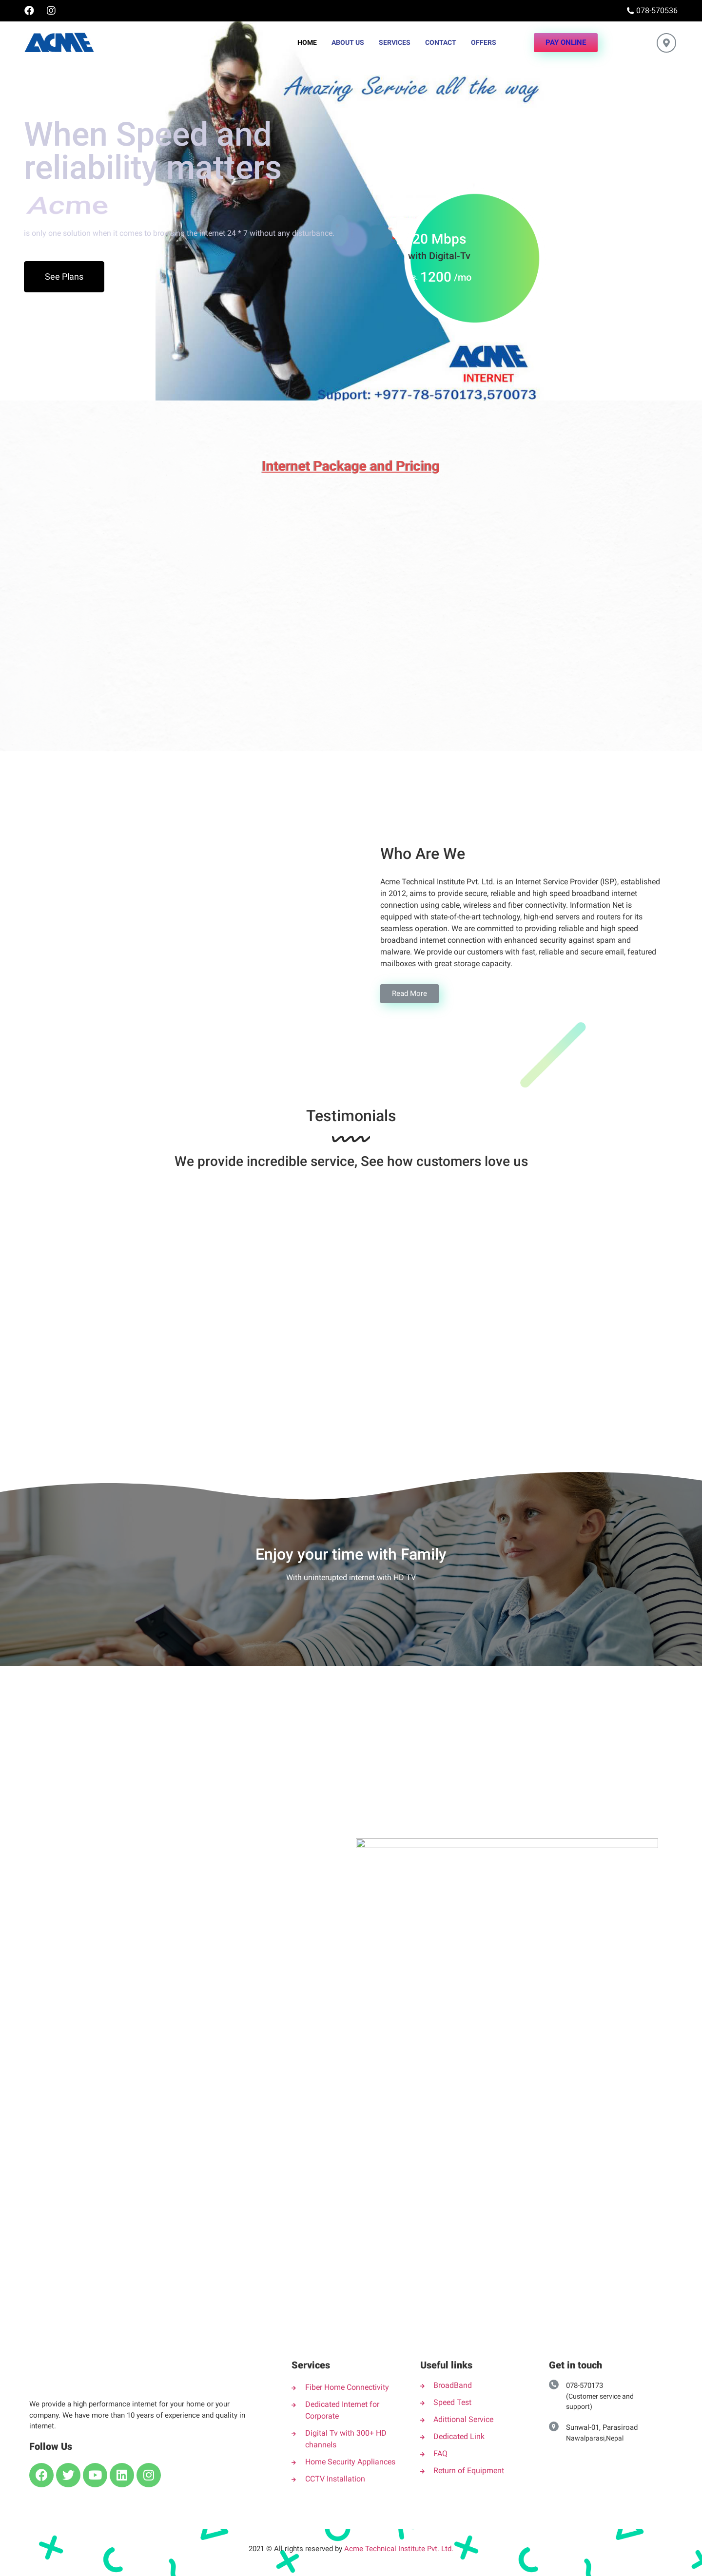 078-570536
ACME
HOME
ABOUT US
SERVICES
CONTACT
OFFERS
PAY ONLINE
Amazing Service all the way
When Speed and
reliability matters
Acme
is only one solution when it comes to browsing the internet 24 * 7 without any disturbance.
See Plans
20 Mbps
with Digital-Tv
1200 /mo
ACME
INTERNET
Support: +977-78-570173,570073
Internet Package and Pricing
Who Are We
Acme Technical Institute Pvt. Ltd. is an Internet Service Provider (ISP), established
in 2012, aims to provide secure, reliable and high speed broadband internet
connection using cable, wireless and fiber connectivity. Information Net is
equipped with state-of-the-art technology, high-end servers and routers for its
seamless operation. We are committed to providing reliable and high speed
broadband internet connection with enhanced security against spam and
malware. We provide our customers with fast, reliable and secure email, featured
mailboxes with great storage capacity.
Read More
Testimonials
We provide incredible service, See how customers love us
Enjoy your time with Family
With uninterupted internet with HD TV
We provide a high performance internet for your home or your
company. We have more than 10 years of experience and quality in
internet.
Follow Us
Services
Fiber Home Connectivity
Dedicated Internet for
Corporate
Digital Tv with 300+ HD
channels
Home Security Appliances
CCTV Installation
Useful links
BroadBand
Speed Test
Adittional Service
Dedicated Link
FAQ
Return of Equipment
Get in touch
078-570173
(Customer service and
support)
Sunwal-01, Parasiroad
Nawalparasi,Nepal
2021 © All rights reserved by Acme Technical Institute Pvt. Ltd.